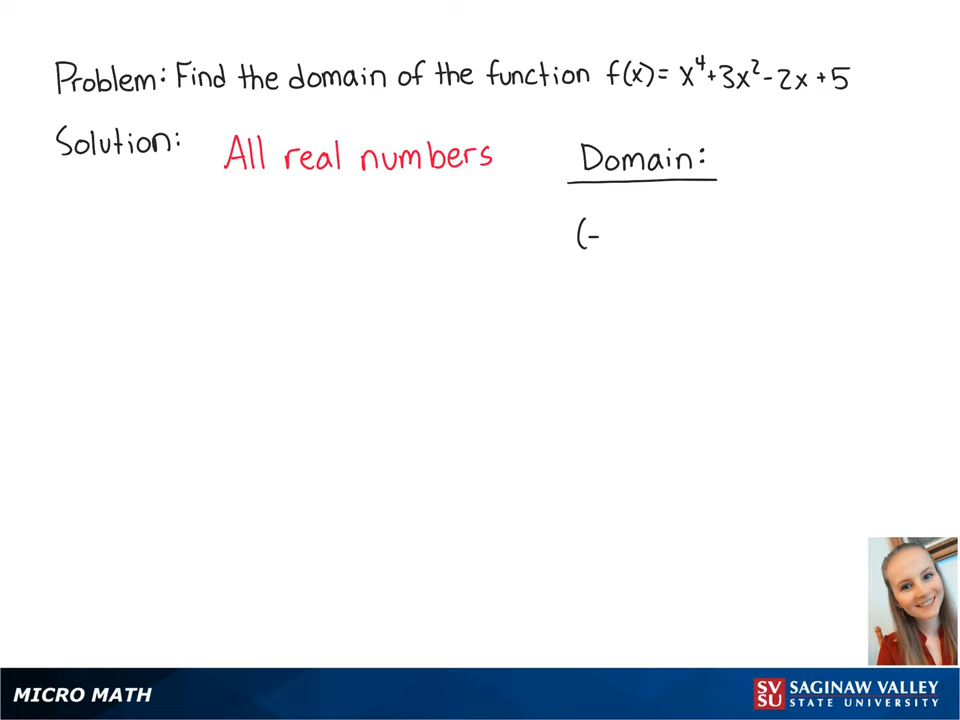 Problem: Find the domain of the function f(x) = x⁴+3x²-2x+5
Solution: All real numbers Domain:
(-
MICRO MATH
SV SU SAGINAW VALLEY
STATE UNIVERSITY